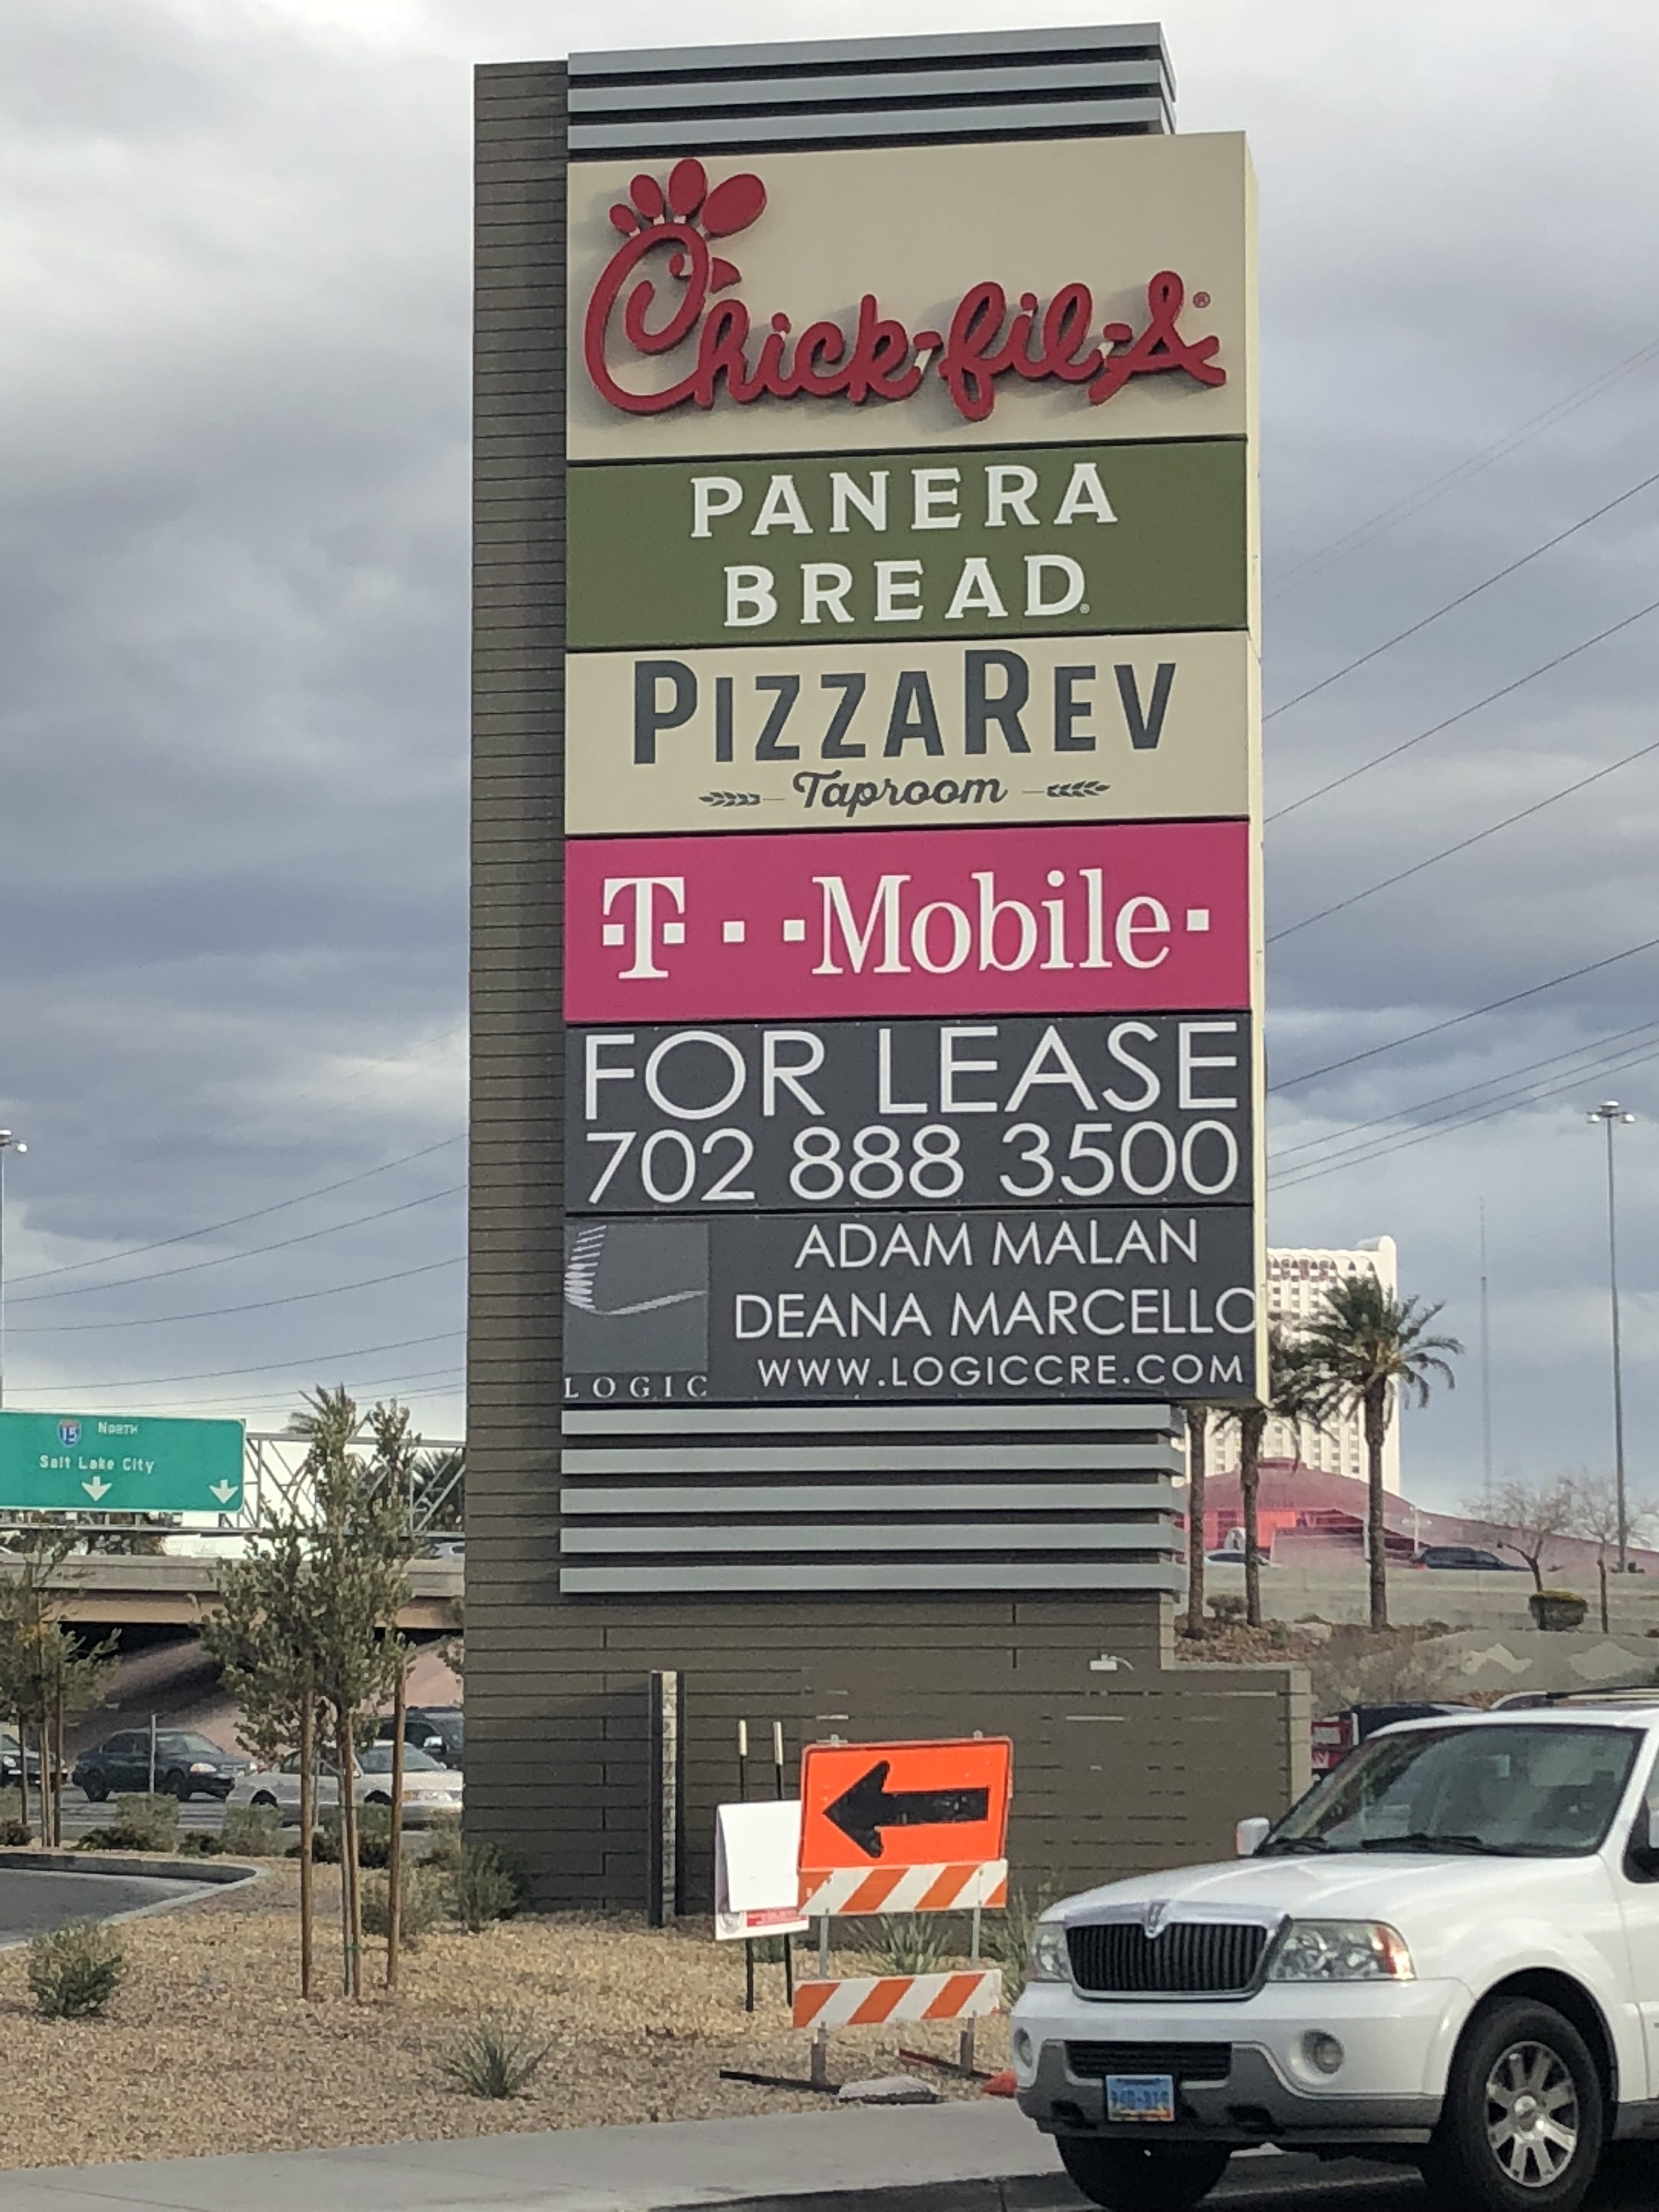 Chick-fil-A®
PANERA
BREAD®
PIZZAREV
Taproom
T··Mobile·
FOR LEASE
702 888 3500
ADAM MALAN
DEANA MARCELLO
WWW.LOGICCRE.COM
LOGIC
15 NORTH
Salt Lake City